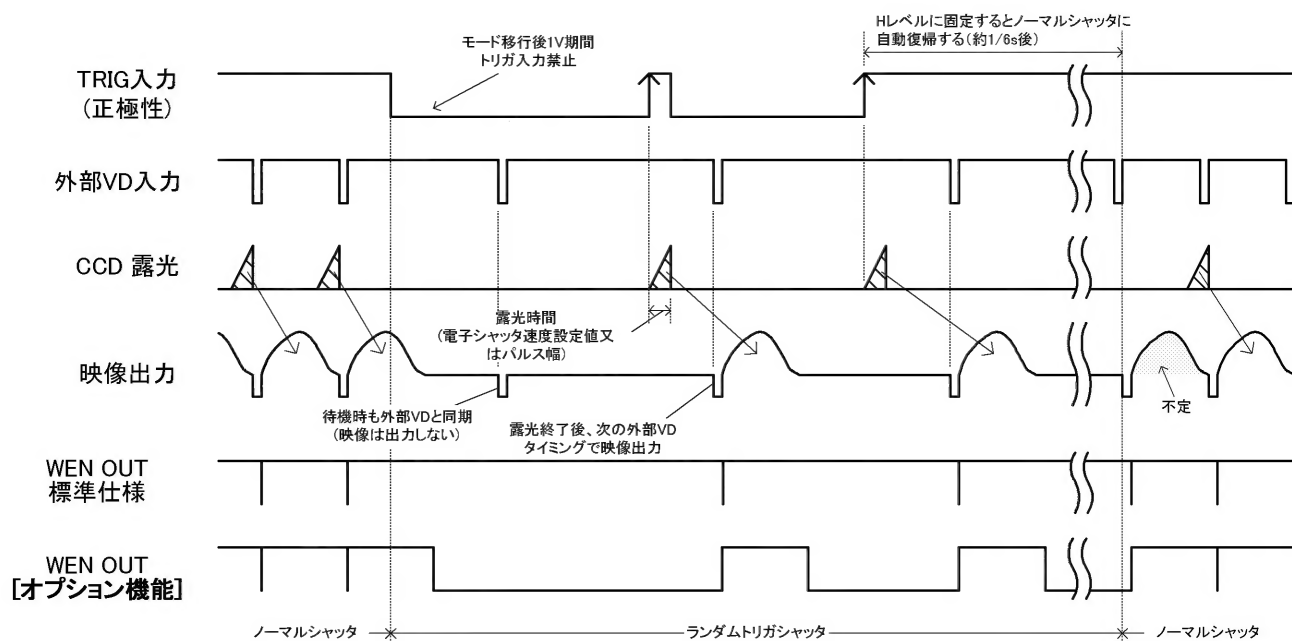 Hレベルに固定するとノーマルシャッタに
自動復帰する(約1/6s後)
モード移行後1V期間
トリガ入力禁止
TRIG入力
(正極性)
外部VD入力
CCD 露光
露光時間
(電子シャッタ速度設定値又
はパルス幅)
映像出力
不定
待機時も外部VDと同期
(映像は出力しない)
露光終了後、次の外部VD
タイミングで映像出力
WEN OUT
標準仕様
WEN OUT
[オプション機能]
ノーマルシャッタ
ランダムトリガシャッタ
ノーマルシャッタ